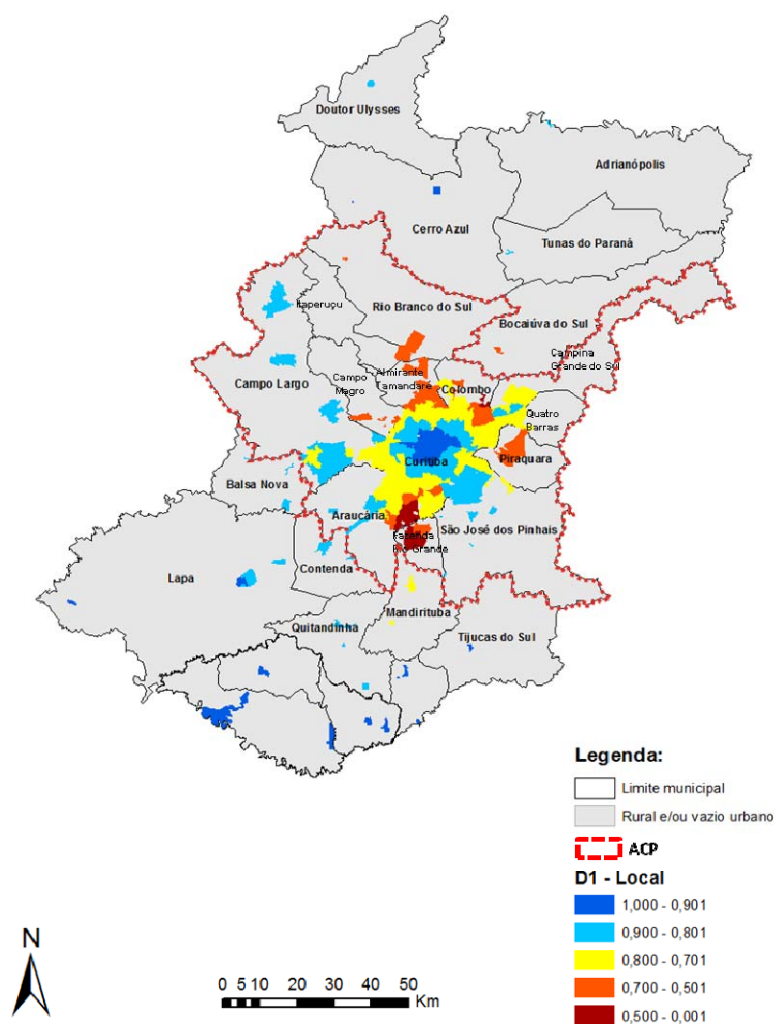 Doutor Ulysses
Adrianópolis
Cerro Azul
Tunas do Paraná
Itaperuçu
Rio Branco do Sul
Bocaiúva do Sul
Campina
Grande do Sul
Campo Largo
Campo
Magro
Almirante
Tamandaré
Colombo
Quatro
Barras
Curitiba
Piraquara
Balsa Nova
Araucária
São José dos Pinhais
Fazenda
Rio Grande
Lapa
Contenda
Quitandinha
Mandirituba
Tijucas do Sul
Legenda:
Limite municipal
Rural e/ou vazio urbano
ACP
D1 - Local
1,000 - 0,901
0,900 - 0,801
0,800 - 0,701
0,700 - 0,501
0,500 - 0,001
N
0 5 10 20 30 40 50
Km